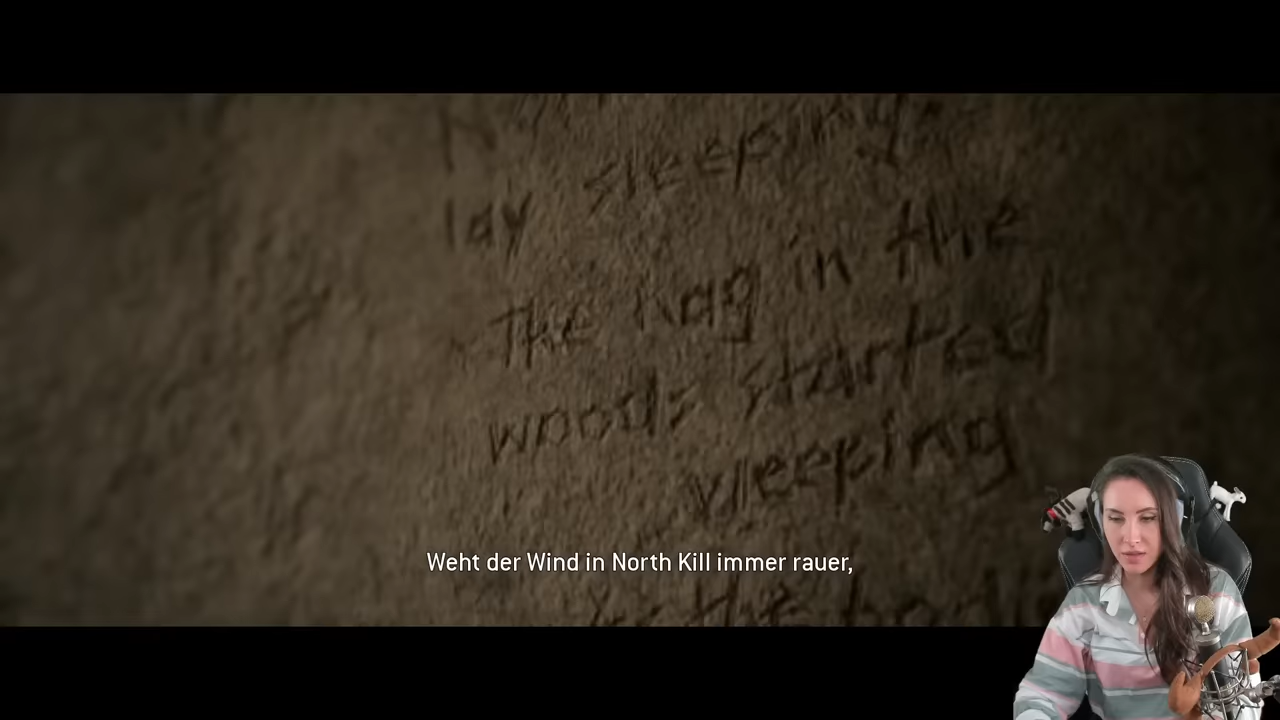 lay sleeping
The hag in the
woods started
weeping
Weht der Wind in North Kill immer rauer,